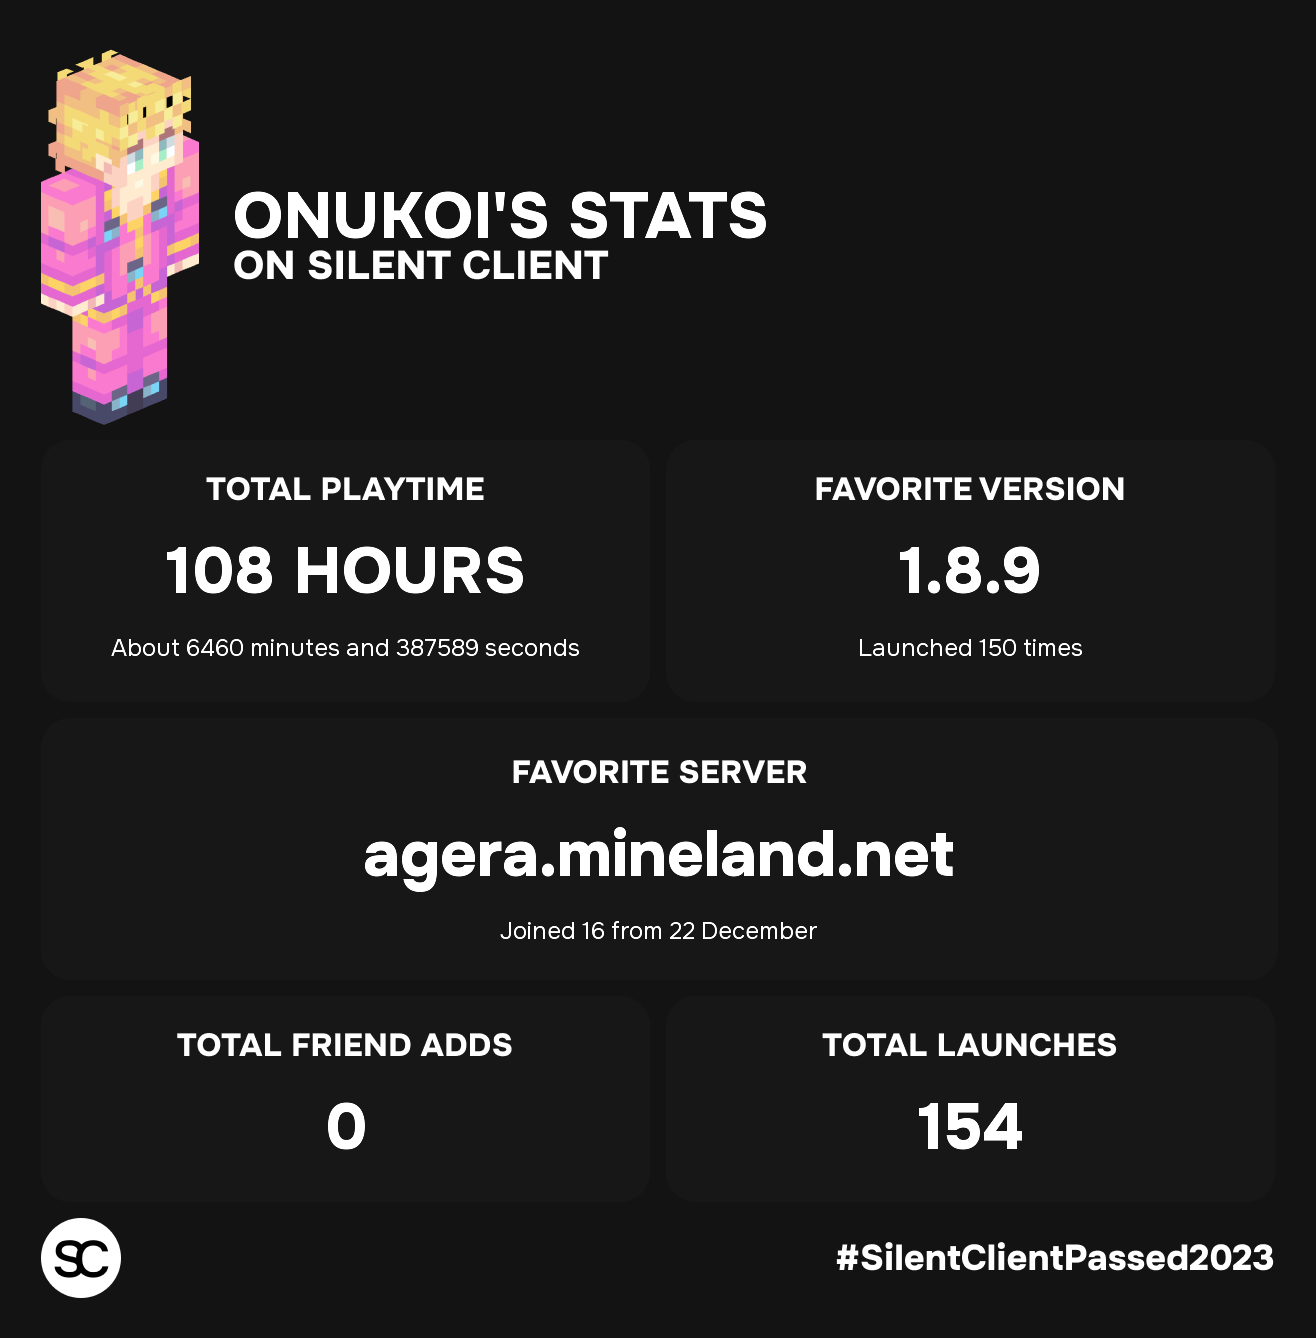 ONUKOI'S STATS
ON SILENT CLIENT
TOTAL PLAYTIME
108 HOURS
About 6460 minutes and 387589 seconds
FAVORITE VERSION
1.8.9
Launched 150 times
FAVORITE SERVER
agera.mineland.net
Joined 16 from 22 December
TOTAL FRIEND ADDS
0
TOTAL LAUNCHES
154
SC
#SilentClientPassed2023